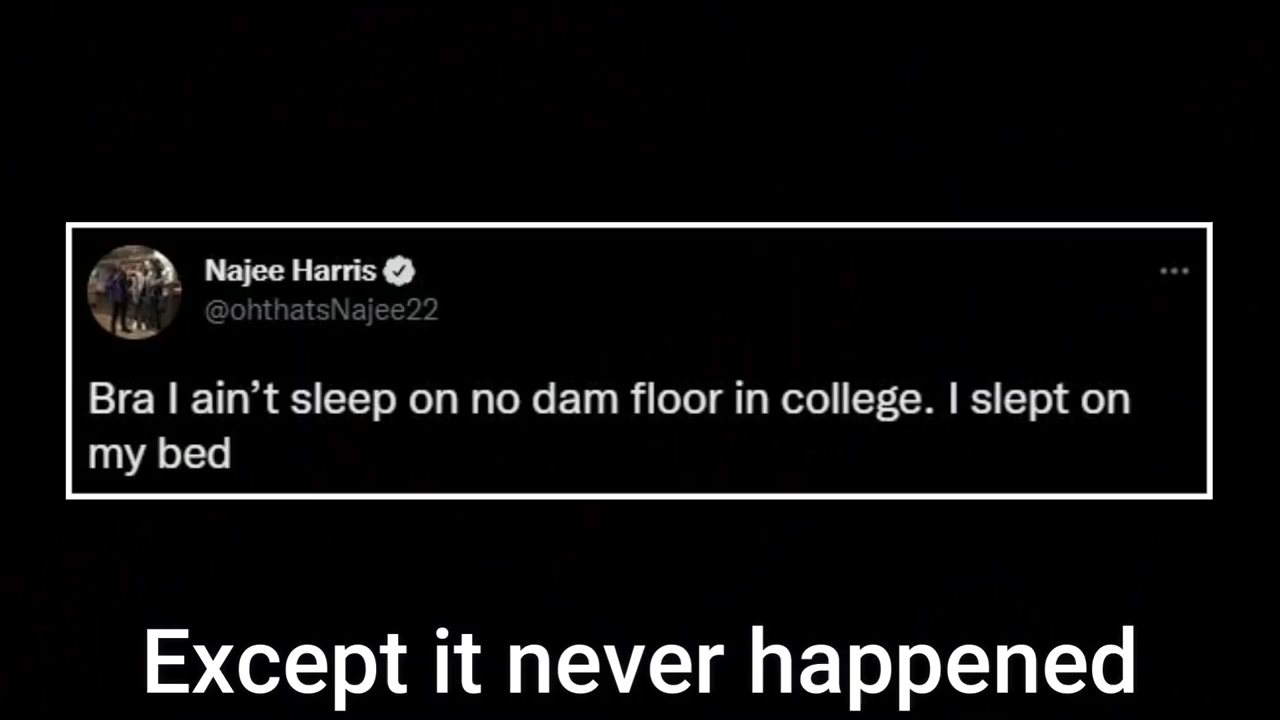 Najee Harris
@ohthatsNajee22
Bra I ain’t sleep on no dam floor in college. I slept on
my bed
Except it never happened